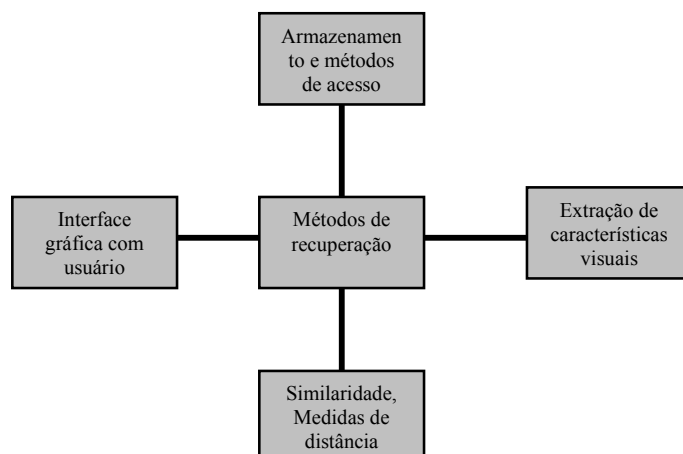 Armazenamen
to e métodos
de acesso
Interface
gráfica com
usuário
Métodos de
recuperação
Extração de
características
visuais
Similaridade,
Medidas de
distância